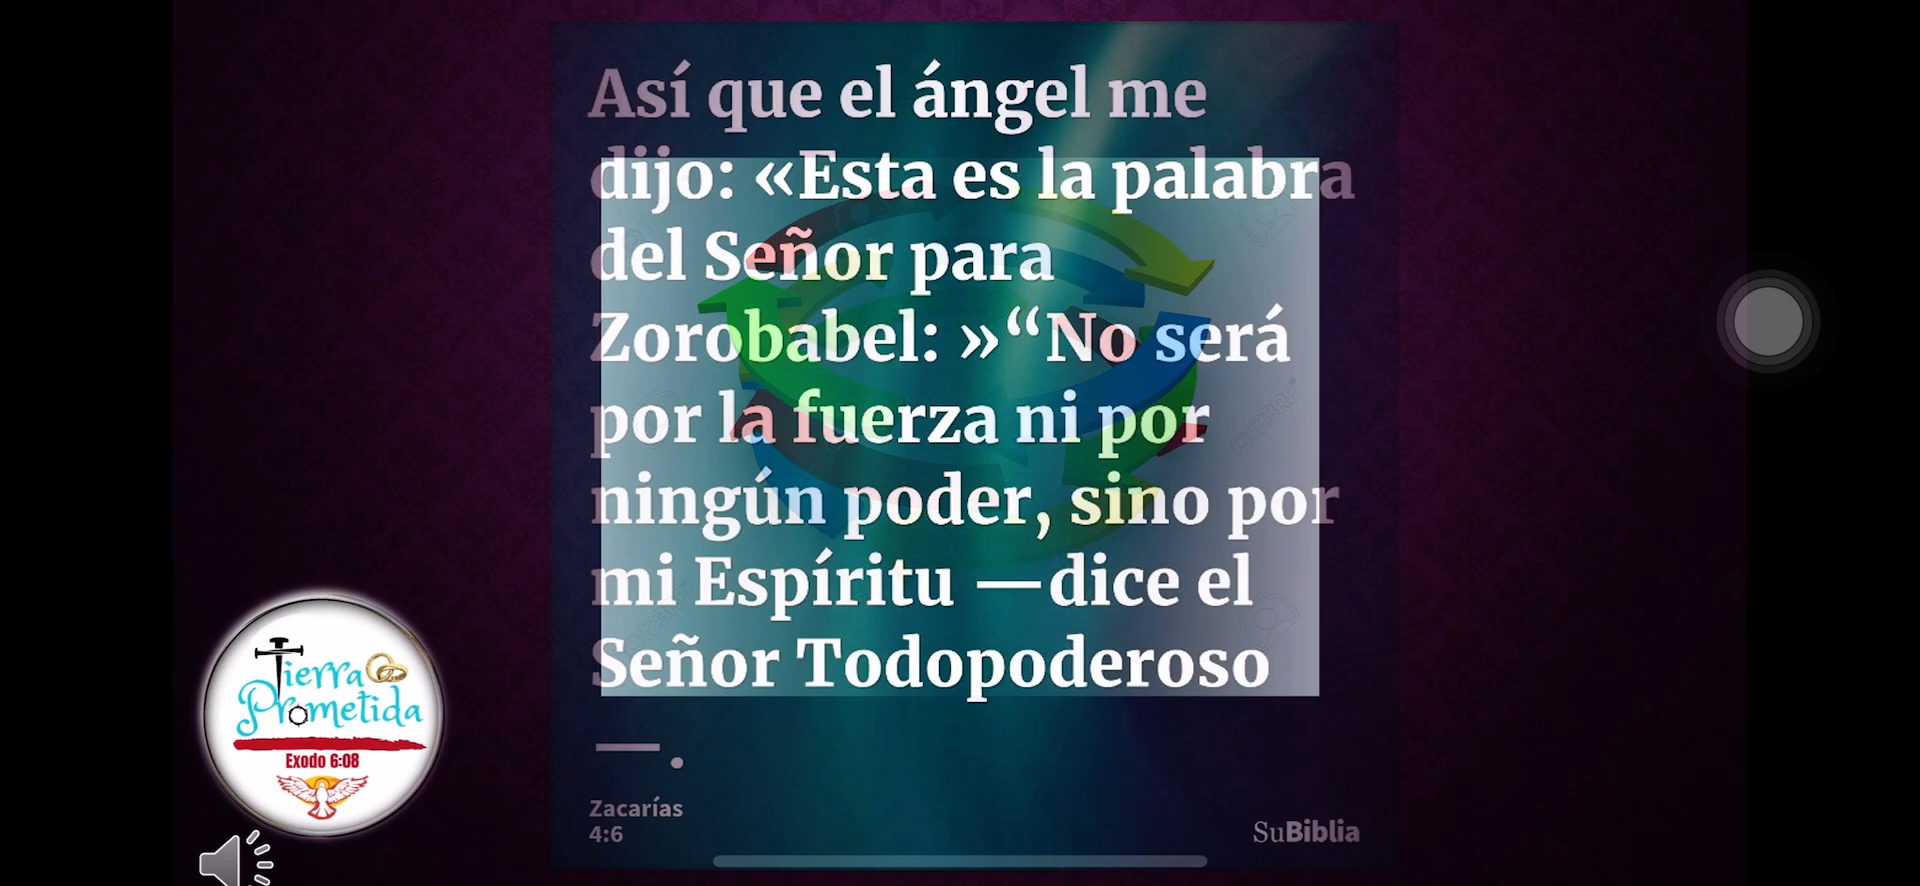 Así que el ángel me
dijo: «Esta es la palabra
del Señor para
Zorobabel: »“No será
por la fuerza ni por
ningún poder, sino por
mi Espíritu —dice el
Señor Todopoderoso
—.
Zacarías
4:6
SuBiblia
Tierra
Prometida
Exodo 6:08